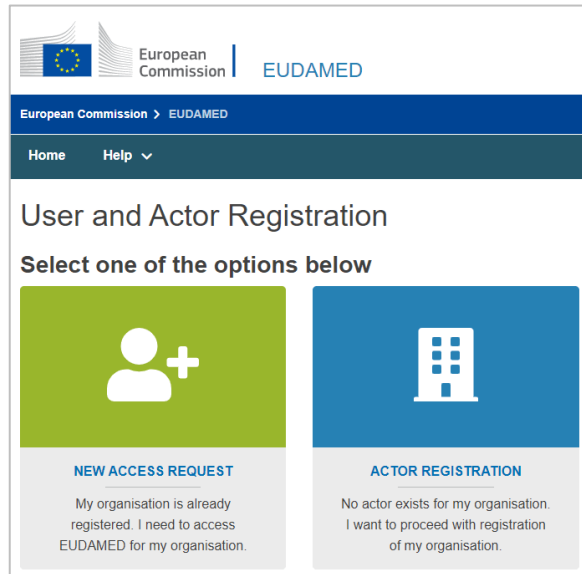 European
Commission
EUDAMED
European Commission > EUDAMED
Home Help
User and Actor Registration
Select one of the options below
NEW ACCESS REQUEST
My organisation is already
registered. I need to access
EUDAMED for my organisation.
ACTOR REGISTRATION
No actor exists for my organisation.
I want to proceed with registration
of my organisation.